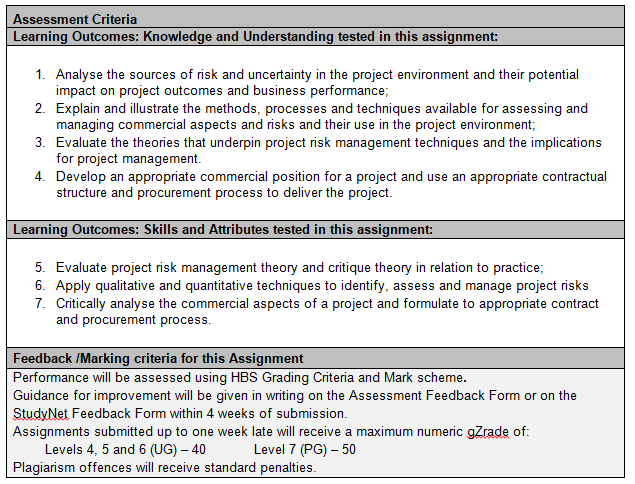 Assessment Criteria
Learning Outcomes: Knowledge and Understanding tested in this assignment:
1. Analyse the sources of risk and uncertainty in the project environment and their potential
impact on project outcomes and business performance;
2. Explain and illustrate the methods, processes and techniques available for assessing and
managing commercial aspects and risks and their use in the project environment;
3. Evaluate the theories that underpin project risk management techniques and the implications
for project management.
4. Develop an appropriate commercial position for a project and use an appropriate contractual
structure and procurement process to deliver the project.
Learning Outcomes: Skills and Attributes tested in this assignment:
5. Evaluate project risk management theory and critique theory in relation to practice;
6. Apply qualitative and quantitative techniques to identify, assess and manage project risks
7. Critically analyse the commercial aspects of a project and formulate to appropriate contract
and procurement process.
Feedback /Marking criteria for this Assignment
Performance will be assessed using HBS Grading Criteria and Mark scheme.
Guidance for improvement will be given in writing on the Assessment Feedback Form or on the
StudyNet Feedback Form within 4 weeks of submission.
Assignments submitted up to one week late will receive a maximum numeric gZrade of:
Levels 4, 5 and 6 (UG) – 40 Level 7 (PG) – 50
Plagiarism offences will receive standard penalties.